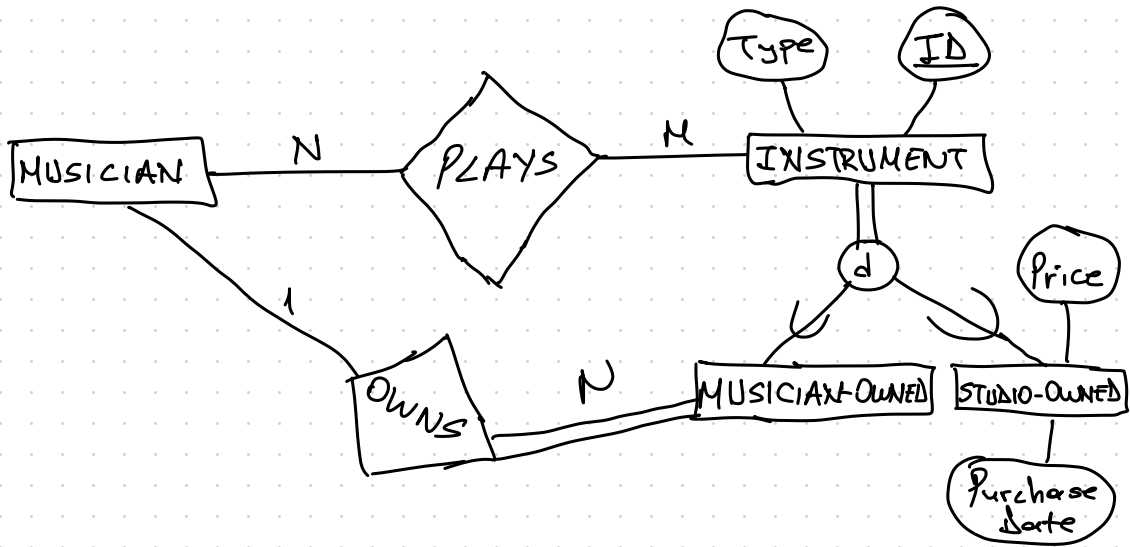 Type
ID
N
M
MUSICIAN
PLAYS
INSTRUMENT
d
Price
1
N
OWNS
MUSICIAN-OWNED
STUDIO-OWNED
Purchase
Date